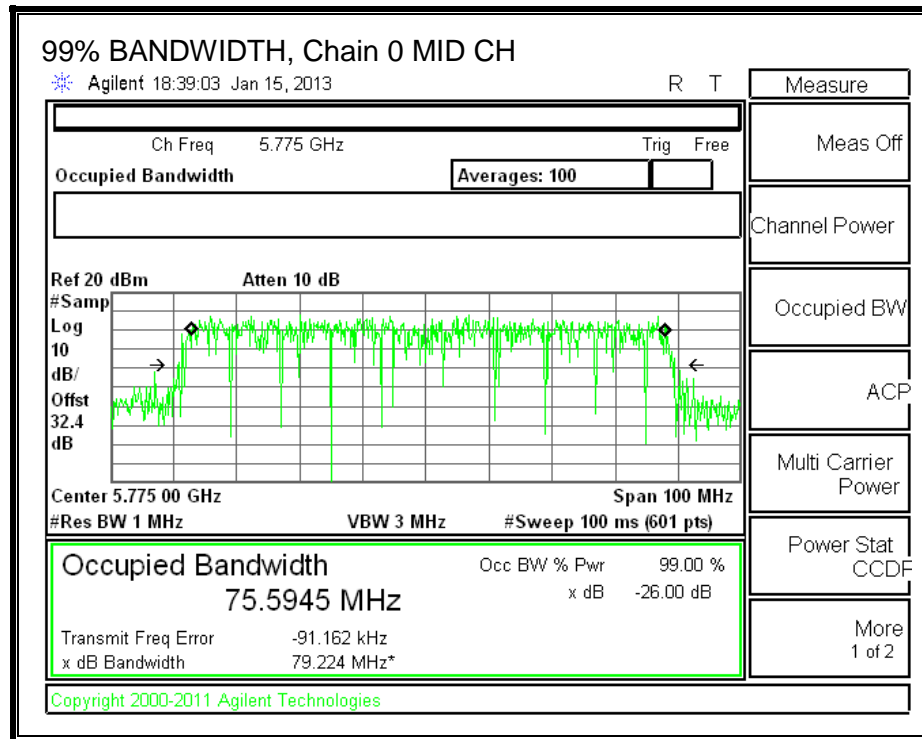 99% BANDWIDTH, Chain 0 MID CH
Agilent 18:39:03 Jan 15, 2013 R T
Measure
Ch Freq 5.775 GHz Trig Free
Occupied Bandwidth Averages: 100
Meas Off
Channel Power
Occupied BW
ACP
Multi Carrier
Power
Power Stat
CCDF
More
1 of 2
Ref 20 dBm Atten 10 dB
#Samp
Log
10
dB/
Offst
32.4
dB
Center 5.775 00 GHz Span 100 MHz
#Res BW 1 MHz VBW 3 MHz #Sweep 100 ms (601 pts)
Occupied Bandwidth Occ BW % Pwr 99.00 %
75.5945 MHz x dB -26.00 dB
Transmit Freq Error -91.162 kHz
x dB Bandwidth 79.224 MHz*
Copyright 2000-2011 Agilent Technologies